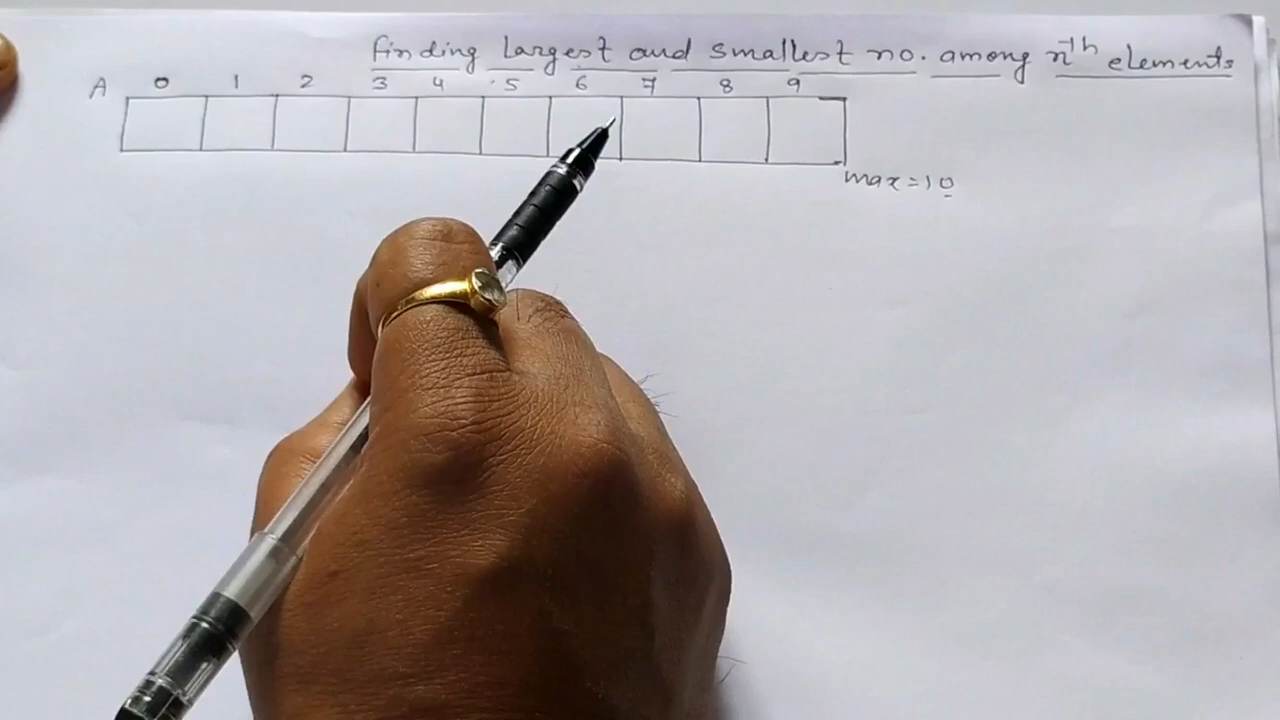 Finding Largest and smallest no. among n^th elements
A 0 1 2 3 4 5 6 7 8 9
max=10